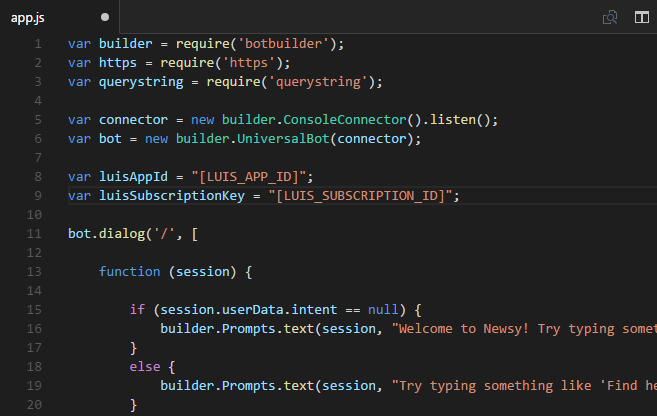 app.js
1 var builder = require('botbuilder');
2 var https = require('https');
3 var querystring = require('querystring');
4
5 var connector = new builder.ConsoleConnector().listen();
6 var bot = new builder.UniversalBot(connector);
7
8 var luisAppId = "[LUIS_APP_ID]";
9 var luisSubscriptionKey = "[LUIS_SUBSCRIPTION_ID]";
10
11 bot.dialog('/', [
12
13     function (session) {
14
15         if (session.userData.intent == null) {
16             builder.Prompts.text(session, "Welcome to Newsy! Try typing somet
17         }
18         else {
19             builder.Prompts.text(session, "Try typing something like 'Find he
20         }